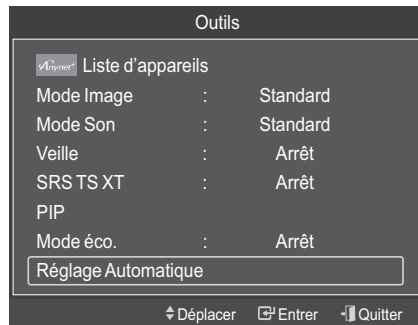 Outils
Anynet+ Liste d'appareils
Mode Image : Standard
Mode Son : Standard
Veille : Arrêt
SRS TS XT : Arrêt
PIP
Mode éco. : Arrêt
Réglage Automatique
Déplacer Entrer Quitter